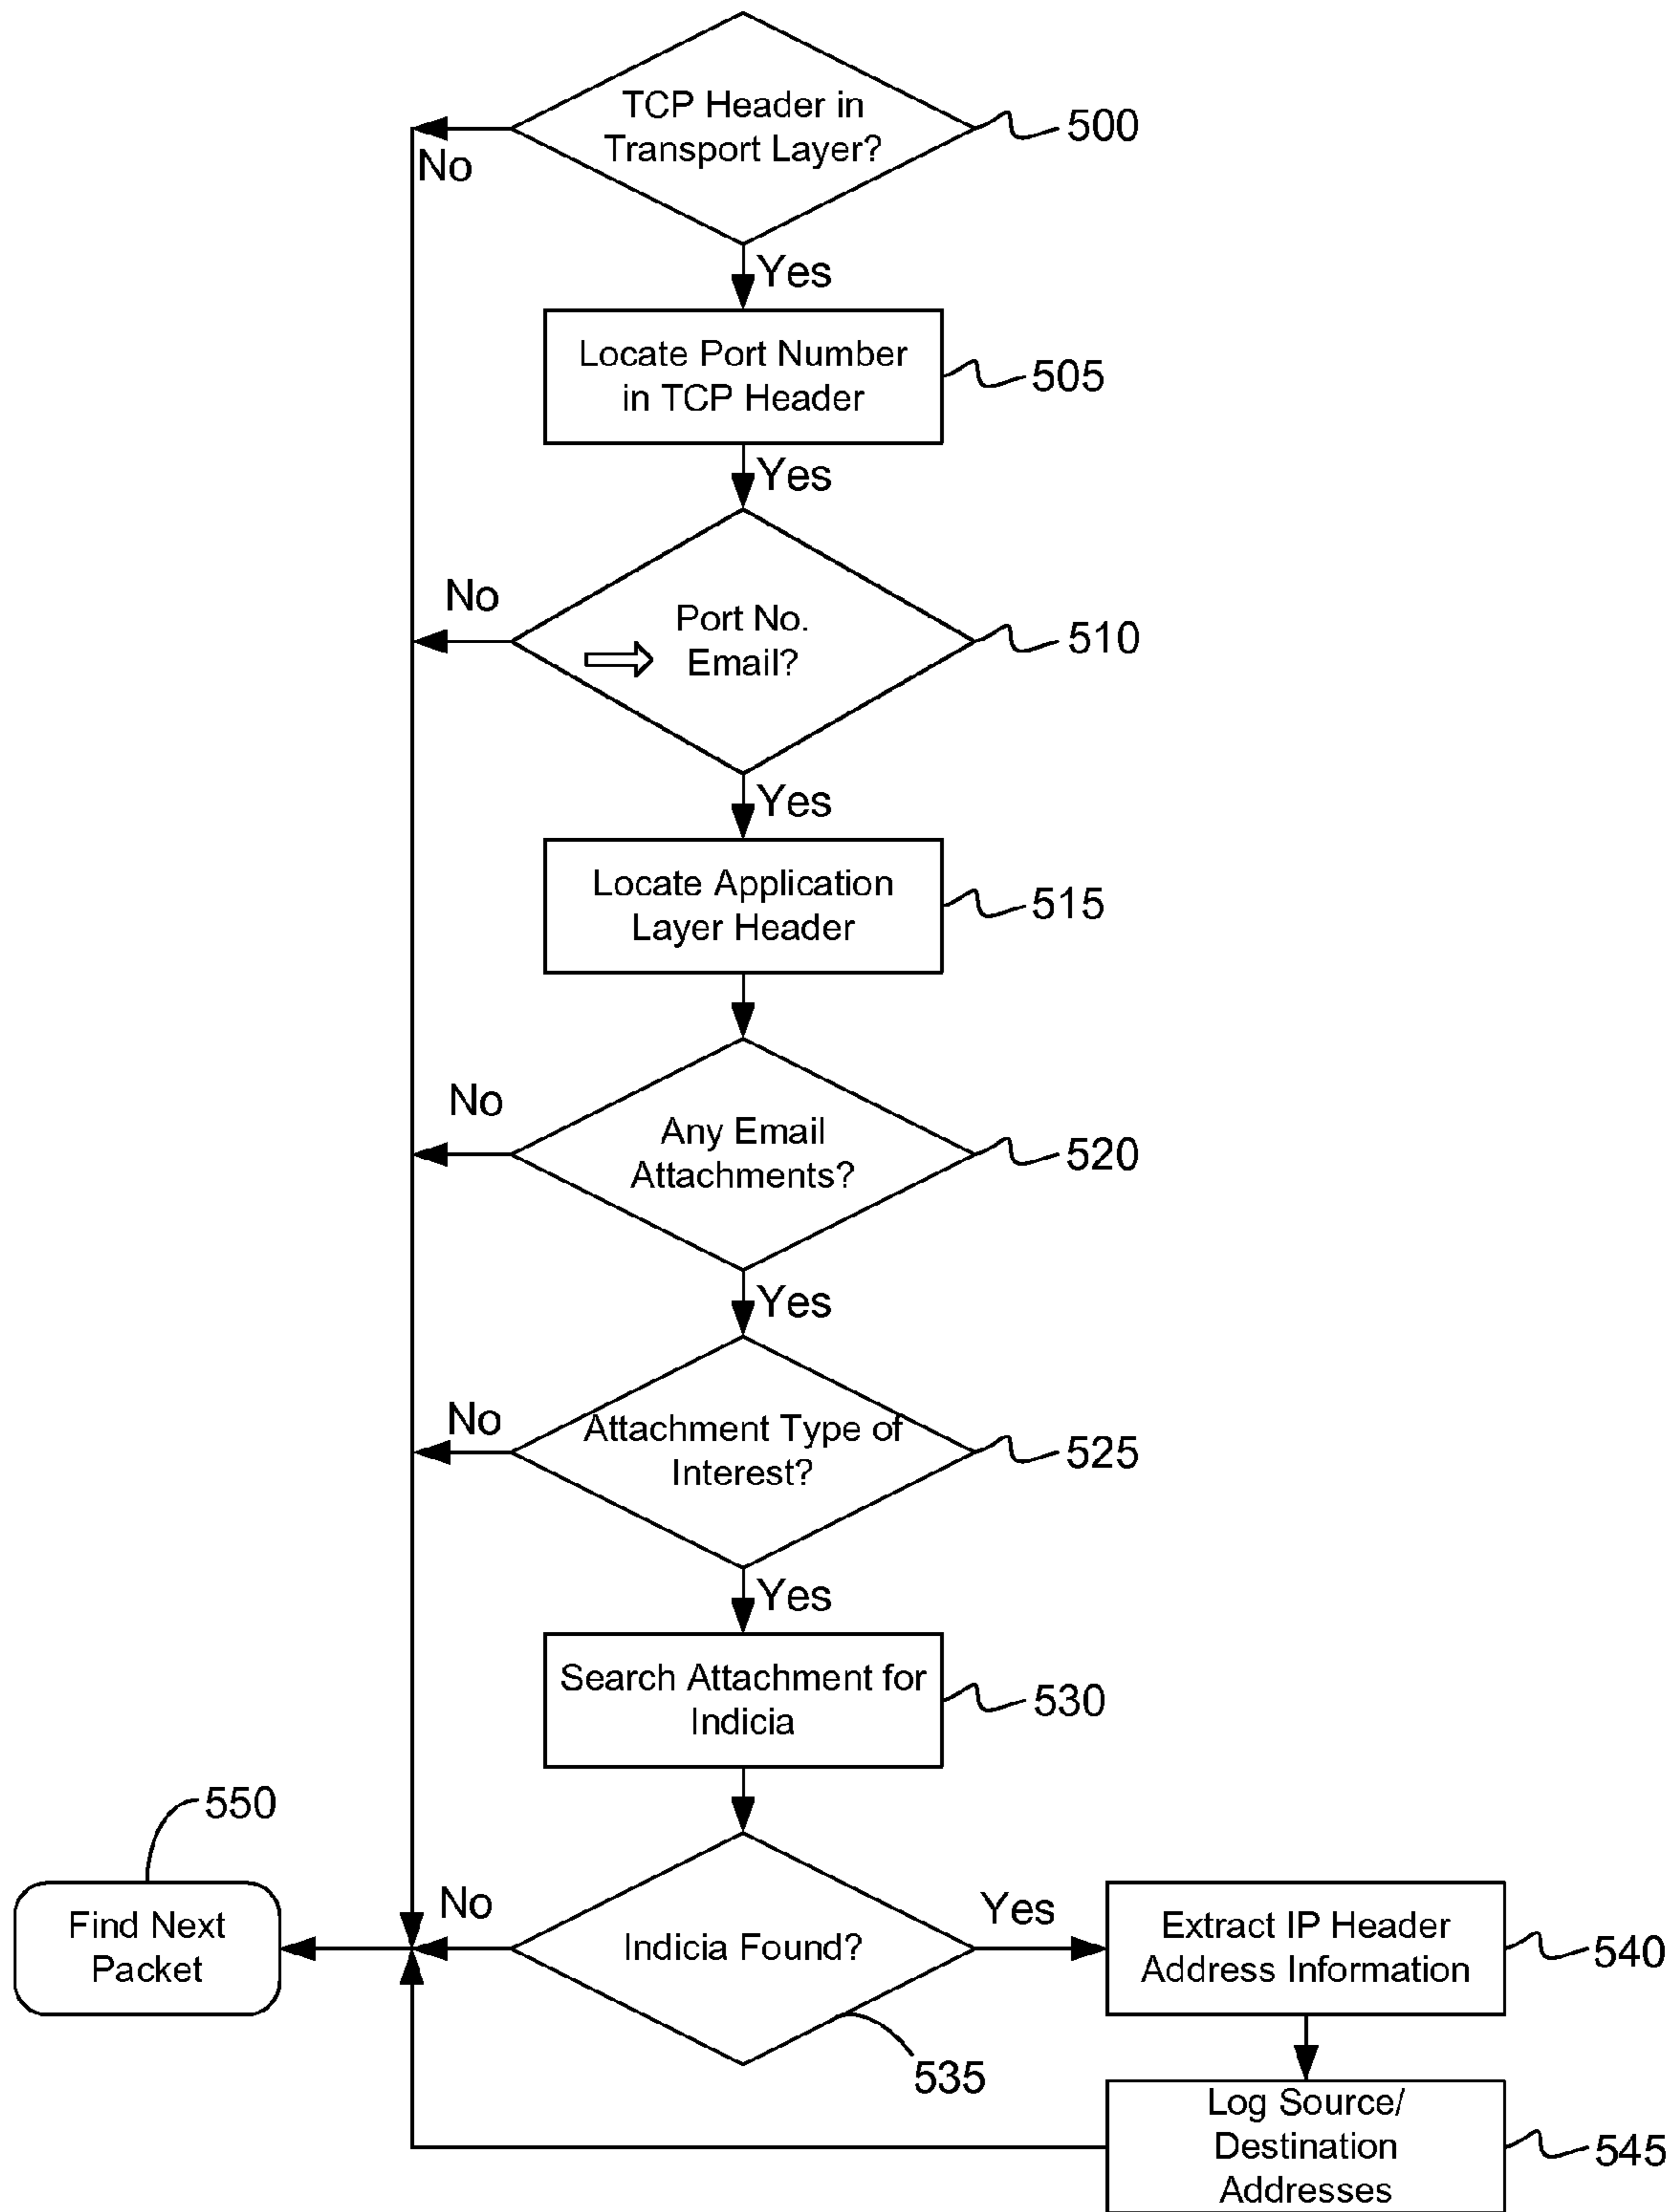 TCP Header in
Transport Layer?
500
No
Yes
Locate Port Number
in TCP Header
505
Yes
No
Port No.
Email?
510
Yes
Locate Application
Layer Header
515
No
Any Email
Attachments?
520
Yes
No
Attachment Type of
Interest?
525
Yes
Search Attachment for
Indicia
530
550
Find Next
Packet
No
Indicia Found?
535
Yes
Extract IP Header
Address Information
540
Log Source/
Destination
Addresses
545